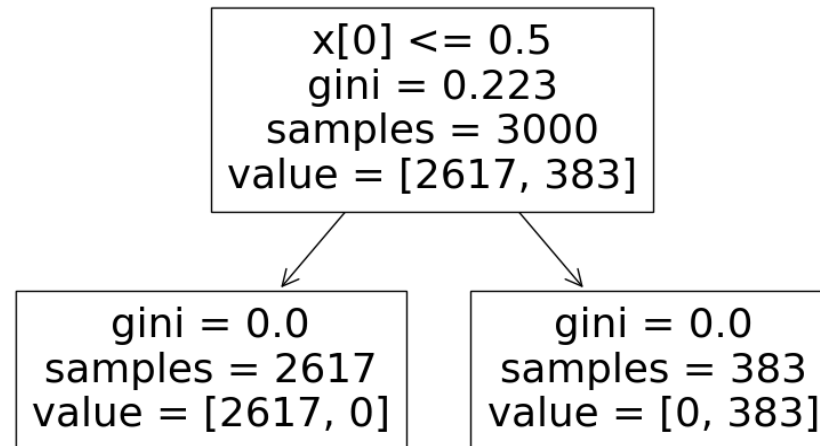 x[0] <= 0.5
gini = 0.223
samples = 3000
value = [2617, 383]
gini = 0.0
samples = 2617
value = [2617, 0]
gini = 0.0
samples = 383
value = [0, 383]